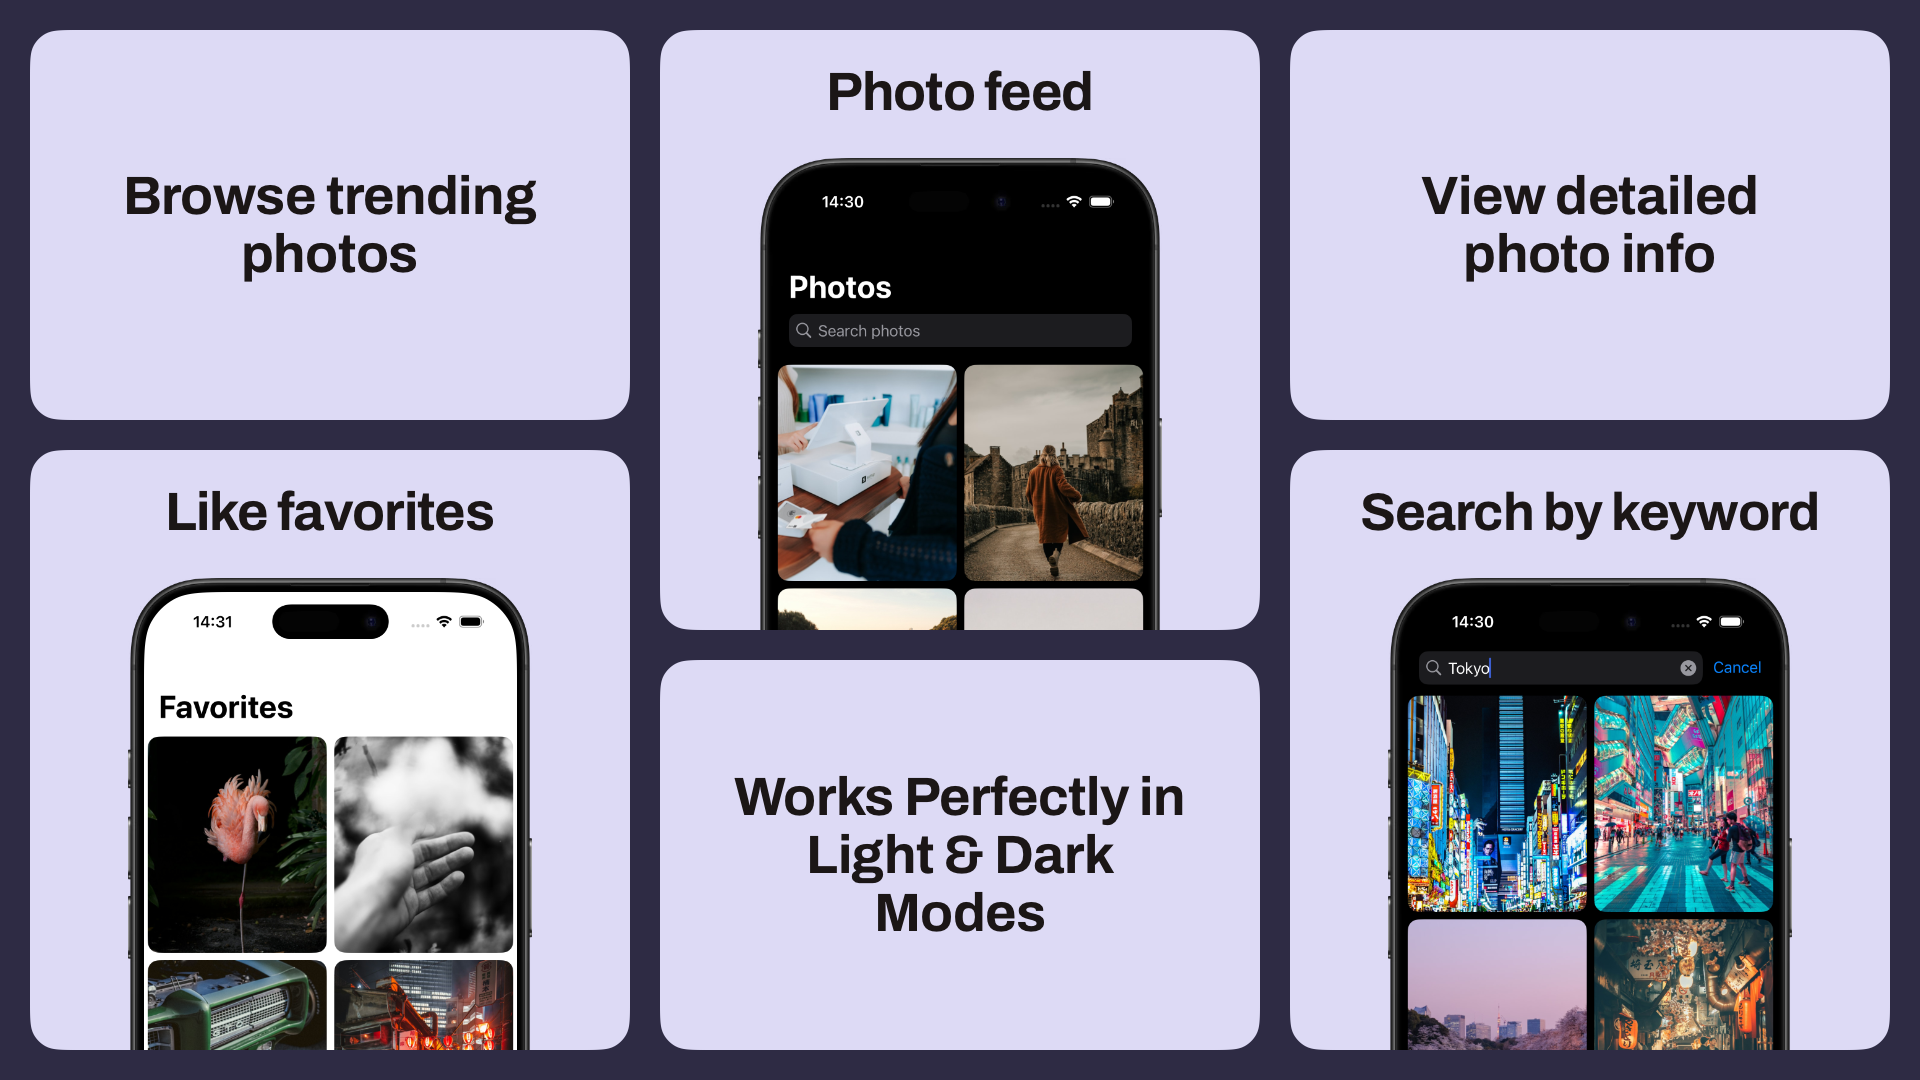 Browse trending
photos
Photo feed
14:30
Photos
Search photos
View detailed
photo info
Like favorites
14:31
Favorites
Works Perfectly in
Light & Dark
Modes
Search by keyword
14:30
Tokyo
Cancel